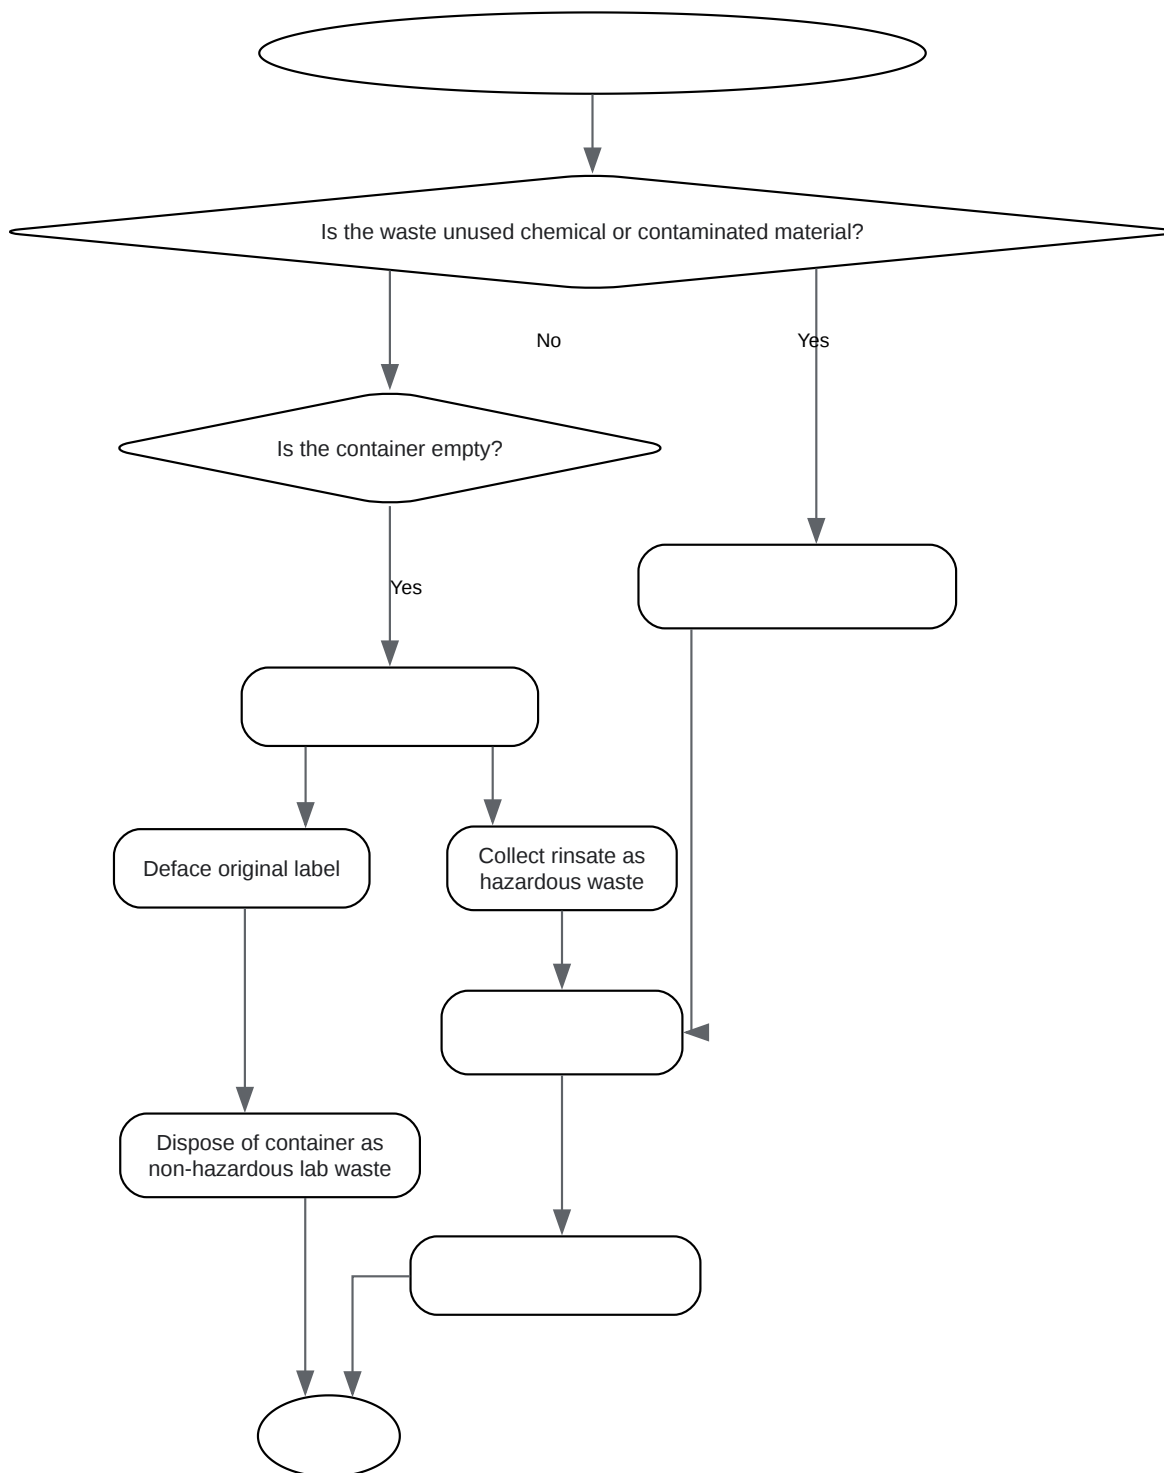 Is the waste unused chemical or contaminated material?
No
Yes
Is the container empty?
Yes
Deface original label
Collect rinsate as
hazardous waste
Dispose of container as
non-hazardous lab waste